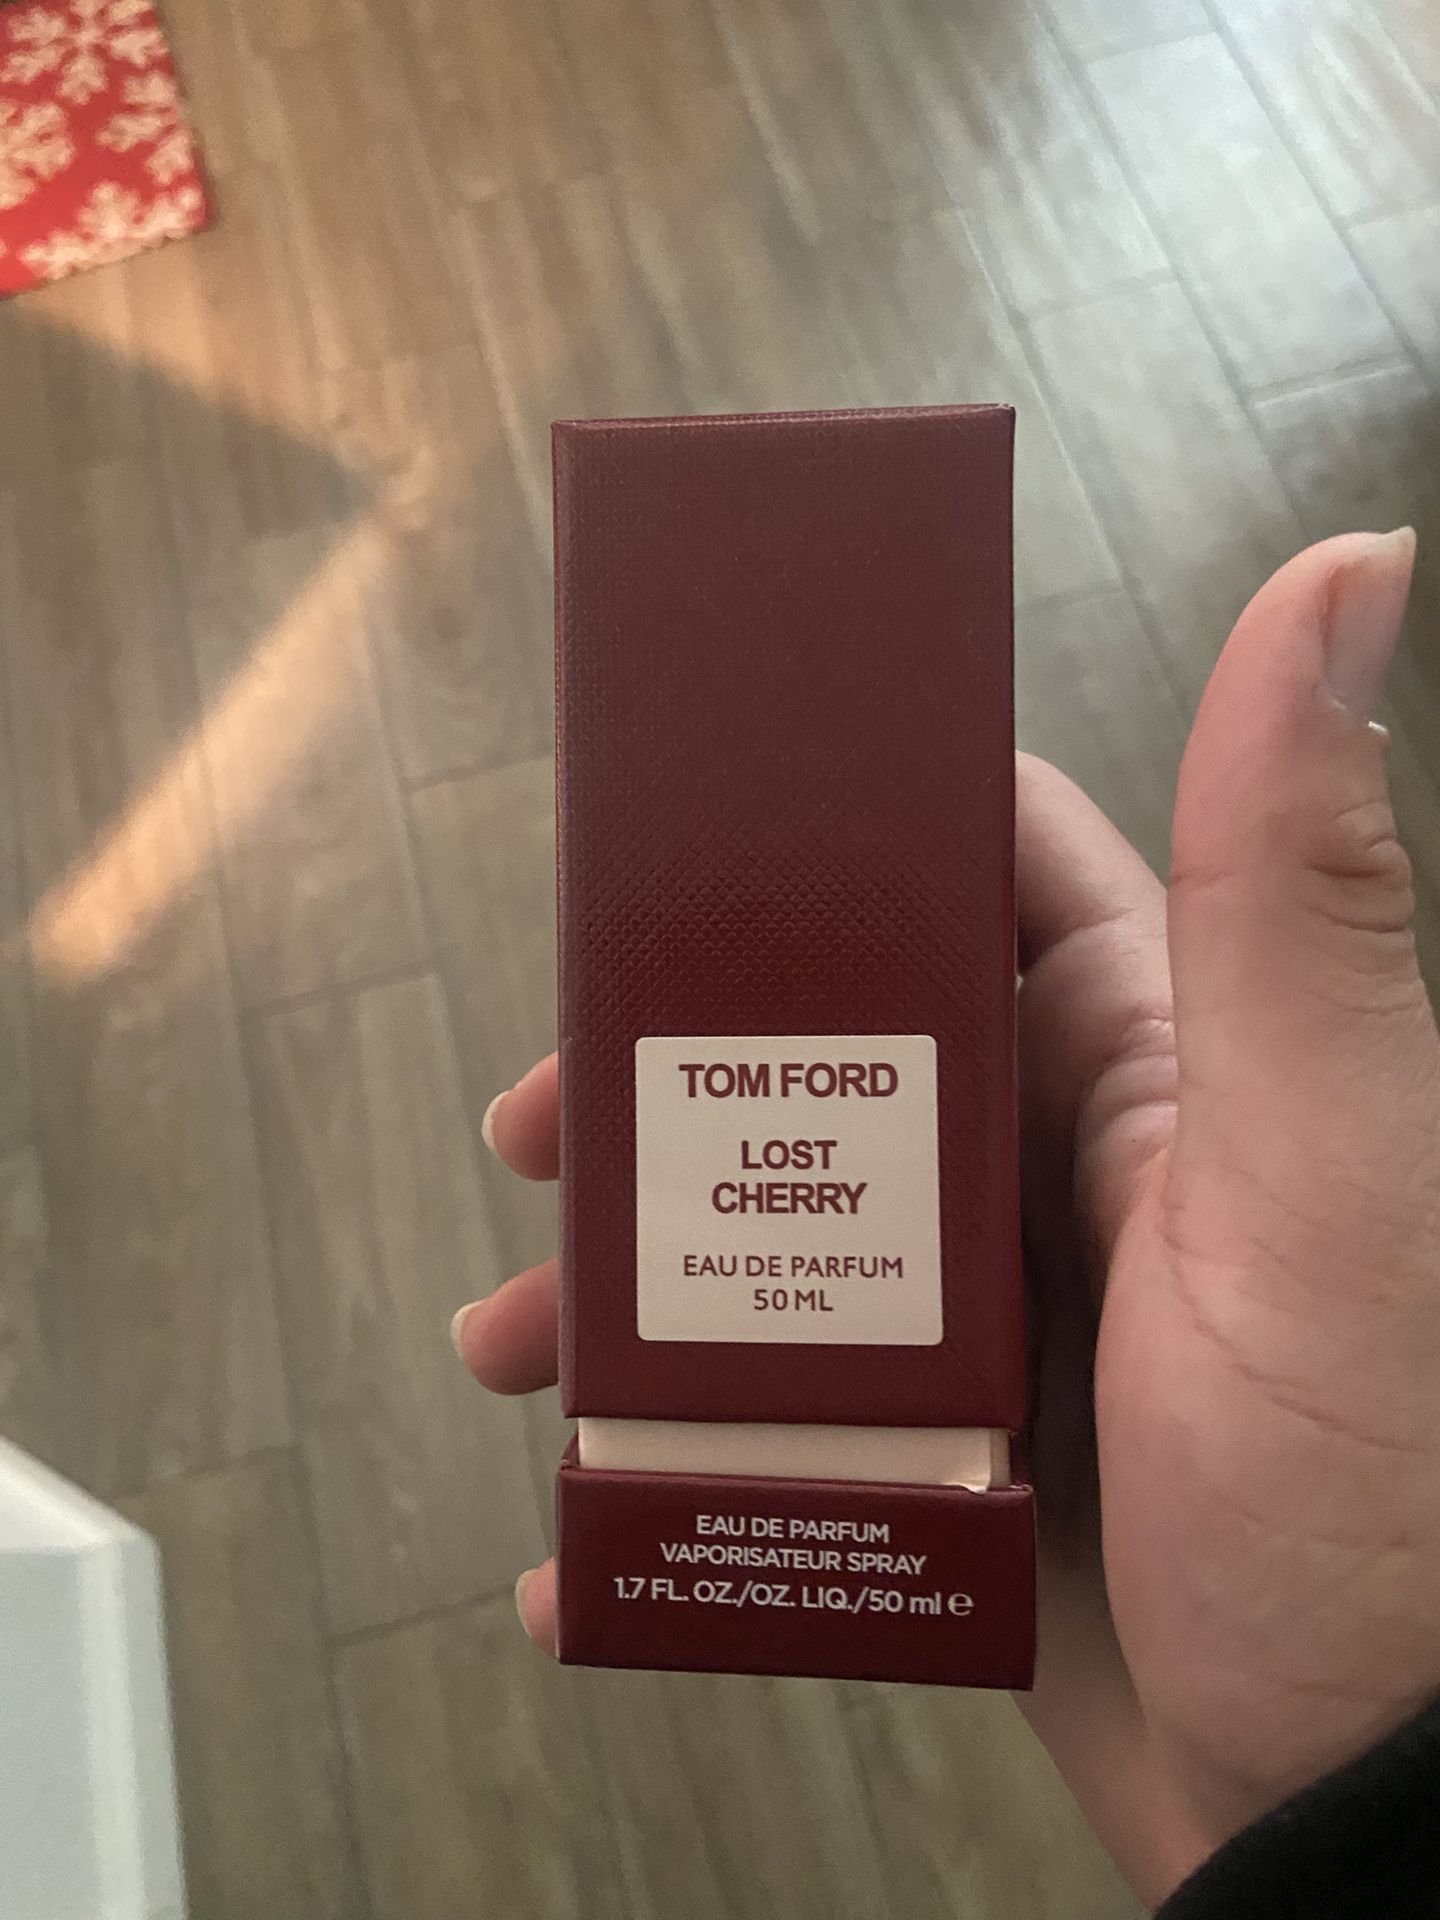 TOM FORD
LOST
CHERRY
EAU DE PARFUM
50 ML
EAU DE PARFUM
VAPORISATEUR SPRAY
1.7 FL. OZ./OZ. LIQ./50 ml ℮